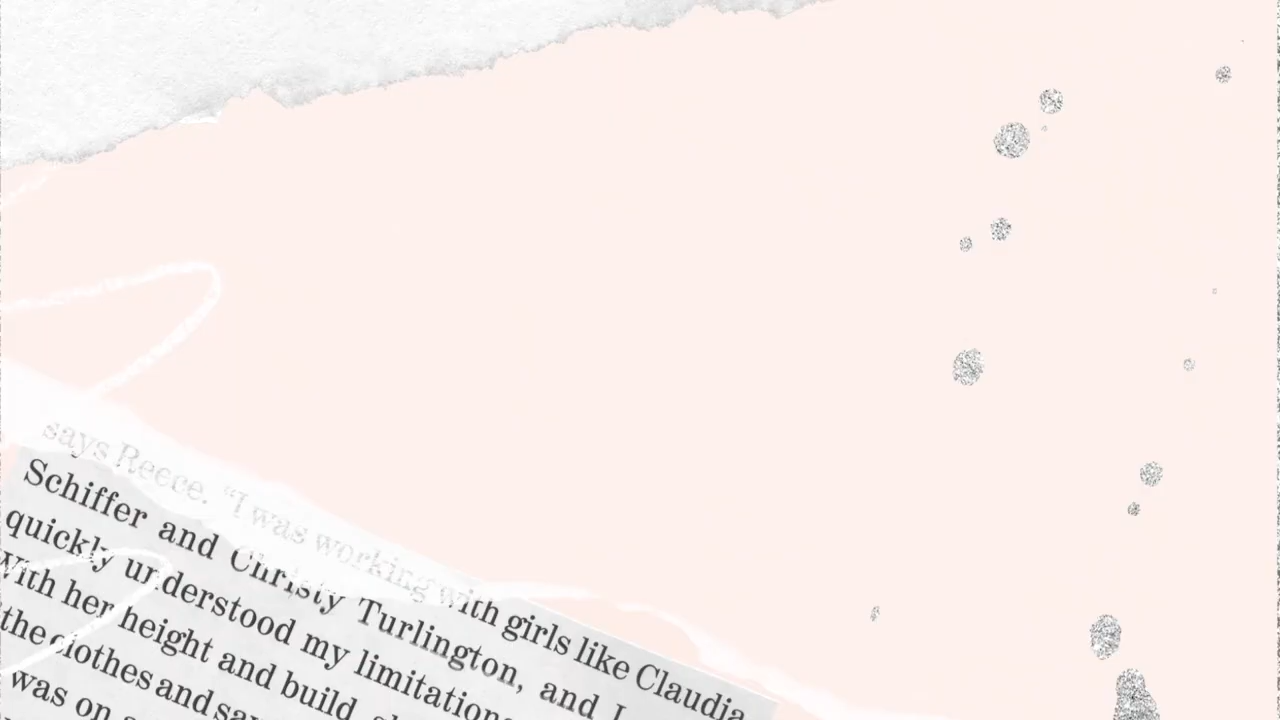 says Reece. "I was working with girls like Claudia
Schiffer and Christy Turlington, and I
quickly understood my limitations
With her height and build,
the clothes and say
was on